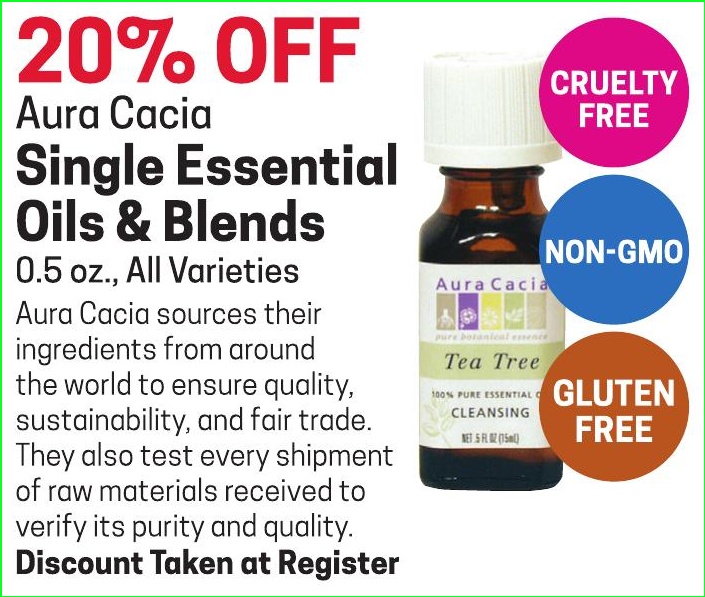 20% OFF
Aura Cacia
Single Essential
Oils & Blends
0.5 oz., All Varieties
Aura Cacia sources their
ingredients from around
the world to ensure quality,
sustainability, and fair trade.
They also test every shipment
of raw materials received to
verify its purity and quality.
Discount Taken at Register
CRUELTY
FREE
NON-GMO
GLUTEN
FREE
Aura Cacia
pure botanical essence
Tea Tree
100% PURE ESSENTIAL O
CLEANSING
NET .5 FL OZ (15mL)